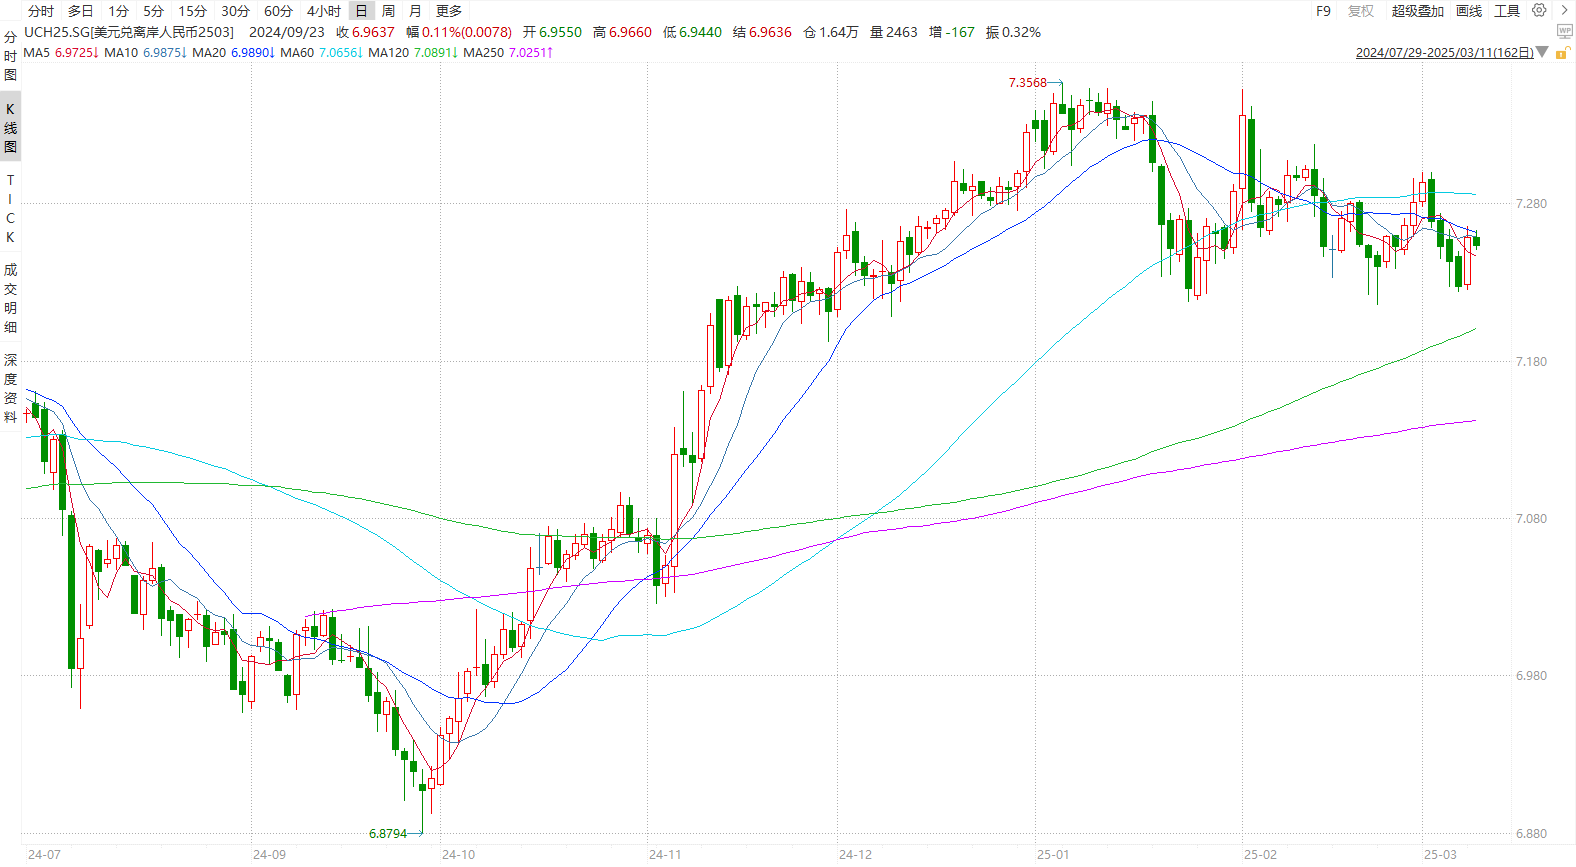 分时 多日 1分 5分 15分 30分 60分 4小时 日 周 月 更多 F9 复权 超级叠加 画线 工具
UCH25.SG[美元兑离岸人民币2503] 2024/09/23 收 6.9637 幅 0.11%(0.0078) 开 6.9550 高 6.9660 低 6.9440 结 6.9636 仓 1.64万 量 2463 增 -167 振 0.32%
WP
MA5 6.9725↓ MA10 6.9875↓ MA20 6.9890↓ MA60 7.0656↓ MA120 7.0891↓ MA250 7.0251↑
2024/07/29-2025/03/11(162日)
分时图
K线图
TICK
成交明细
深度资料
7.3568
7.280
7.180
7.080
6.980
6.8794
6.880
24-07 24-09 24-10 24-11 24-12 25-01 25-02 25-03